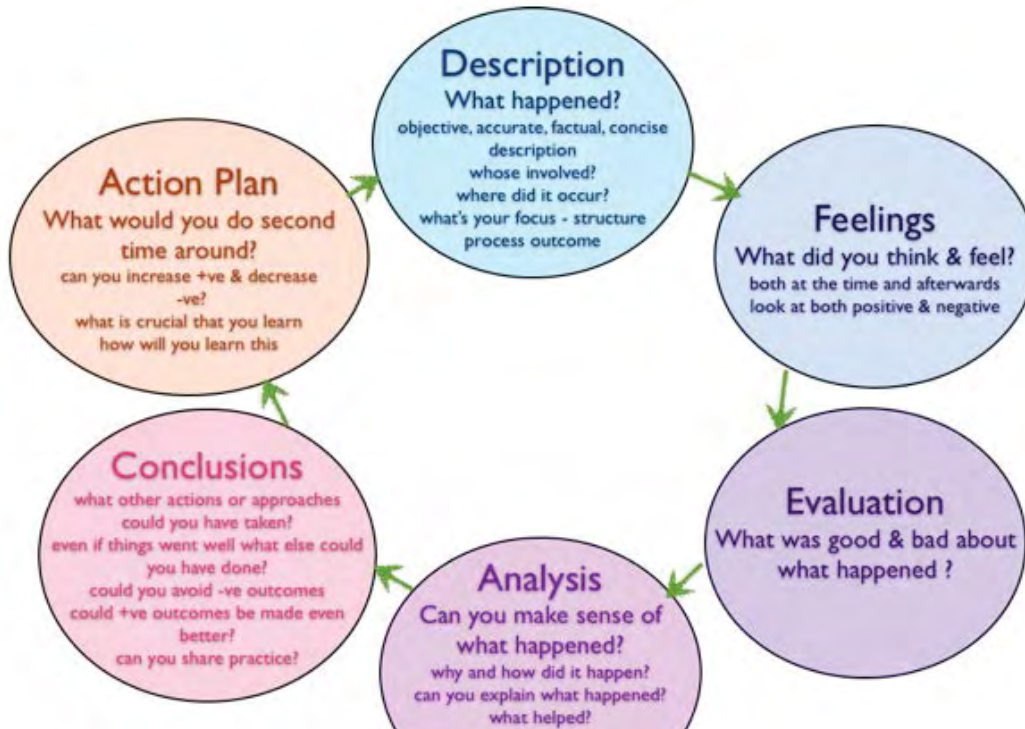 Description
What happened?
objective, accurate, factual, concise
description
whose involved?
where did it occur?
what's your focus - structure
process outcome
Feelings
What did you think & feel?
both at the time and afterwards
look at both positive & negative
Evaluation
What was good & bad about
what happened ?
Analysis
Can you make sense of
what happened?
why and how did it happen?
can you explain what happened?
what helped?
Conclusions
what other actions or approaches
could you have taken?
even if things went well what else could
you have done?
could you avoid -ve outcomes
could +ve outcomes be made even
better?
can you share practice?
Action Plan
What would you do second
time around?
can you increase +ve & decrease
-ve?
what is crucial that you learn
how will you learn this